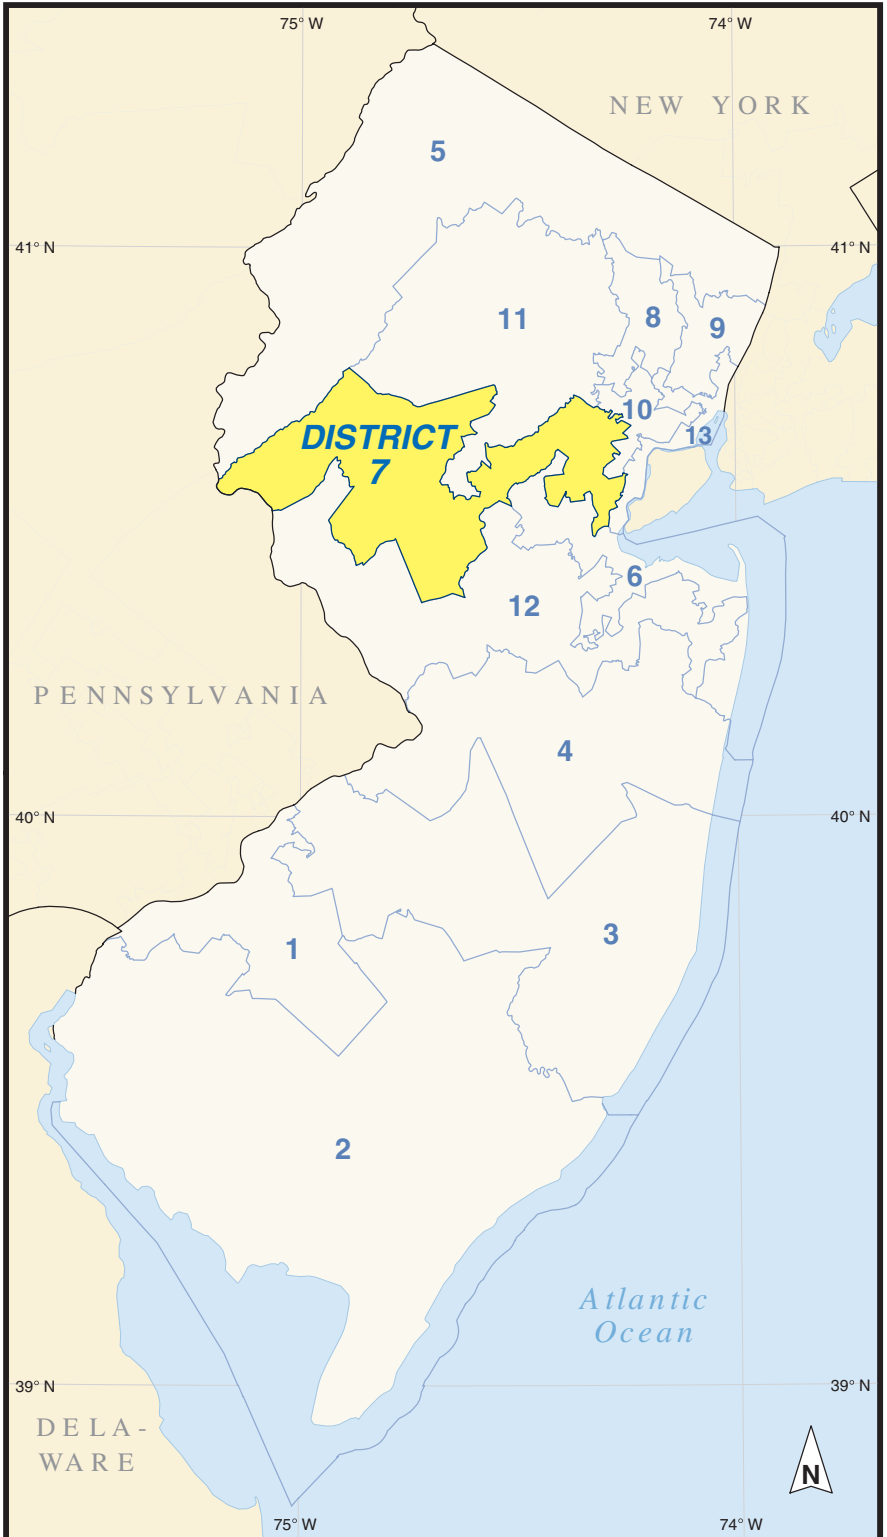 75° W
74° W
NEW YORK
5
41° N
41° N
11
8
9
10
13
DISTRICT
7
6
12
PENNSYLVANIA
4
40° N
40° N
3
1
2
Atlantic
Ocean
39° N
39° N
DELA-
WARE
N
75° W
74° W